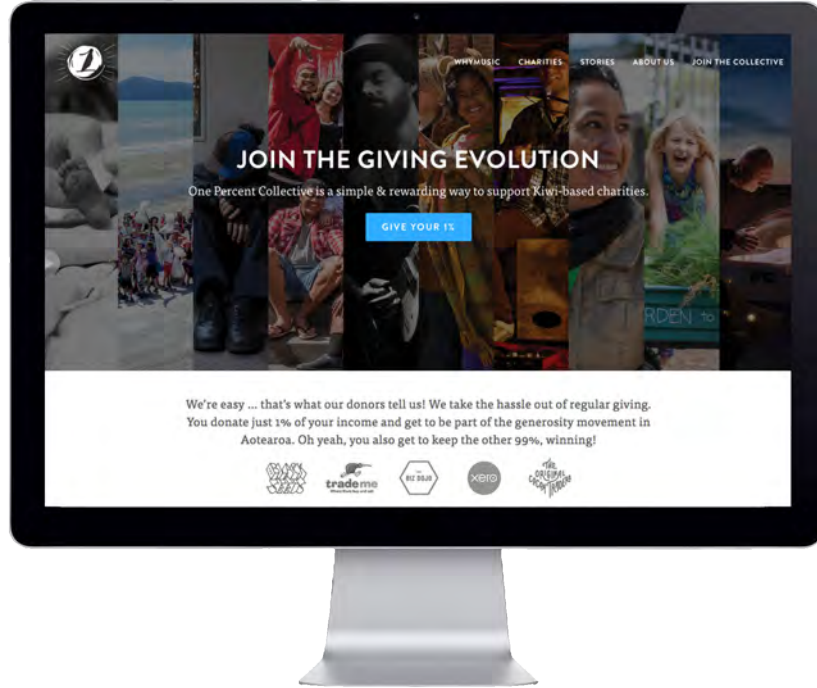 1
WHYMUSIC CHARITIES STORIES ABOUT US JOIN THE COLLECTIVE
JOIN THE GIVING EVOLUTION
One Percent Collective is a simple & rewarding way to support Kiwi-based charities.
GIVE YOUR 1%
RDEN TO
We're easy ... that's what our donors tell us! We take the hassle out of regular giving.
You donate just 1% of your income and get to be part of the generosity movement in
Aotearoa. Oh yeah, you also get to keep the other 99%, winning!
trademe
BIZ DOJO
xero
THE
ORIGINAL